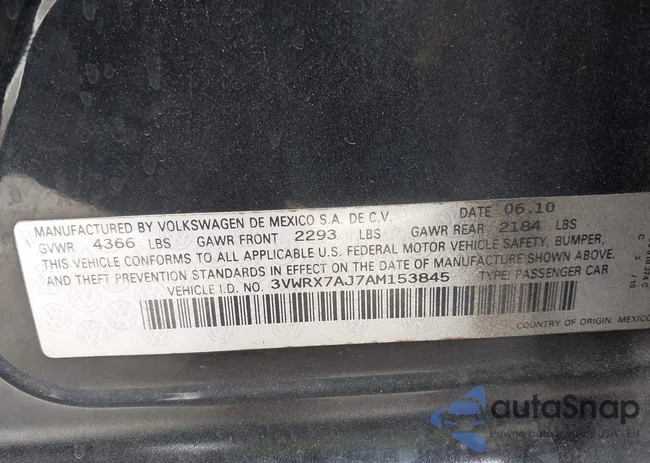 MANUFACTURED BY VOLKSWAGEN DE MEXICO S.A. DE C.V. DATE 06.10
GVWR 4366 LBS GAWR FRONT 2293 LBS GAWR REAR 2184 LBS
THIS VEHICLE CONFORMS TO ALL APPLICABLE U.S. FEDERAL MOTOR VEHICLE SAFETY, BUMPER,
AND THEFT PREVENTION STANDARDS IN EFFECT ON THE DATE OF MANUFACTURE SHOWN ABOVE.
VEHICLE I.D. NO. 3VWRX7AJ7AM153845 TYPE: PASSENGER CAR
COUNTRY OF ORIGIN: MEXICO
autaSnap